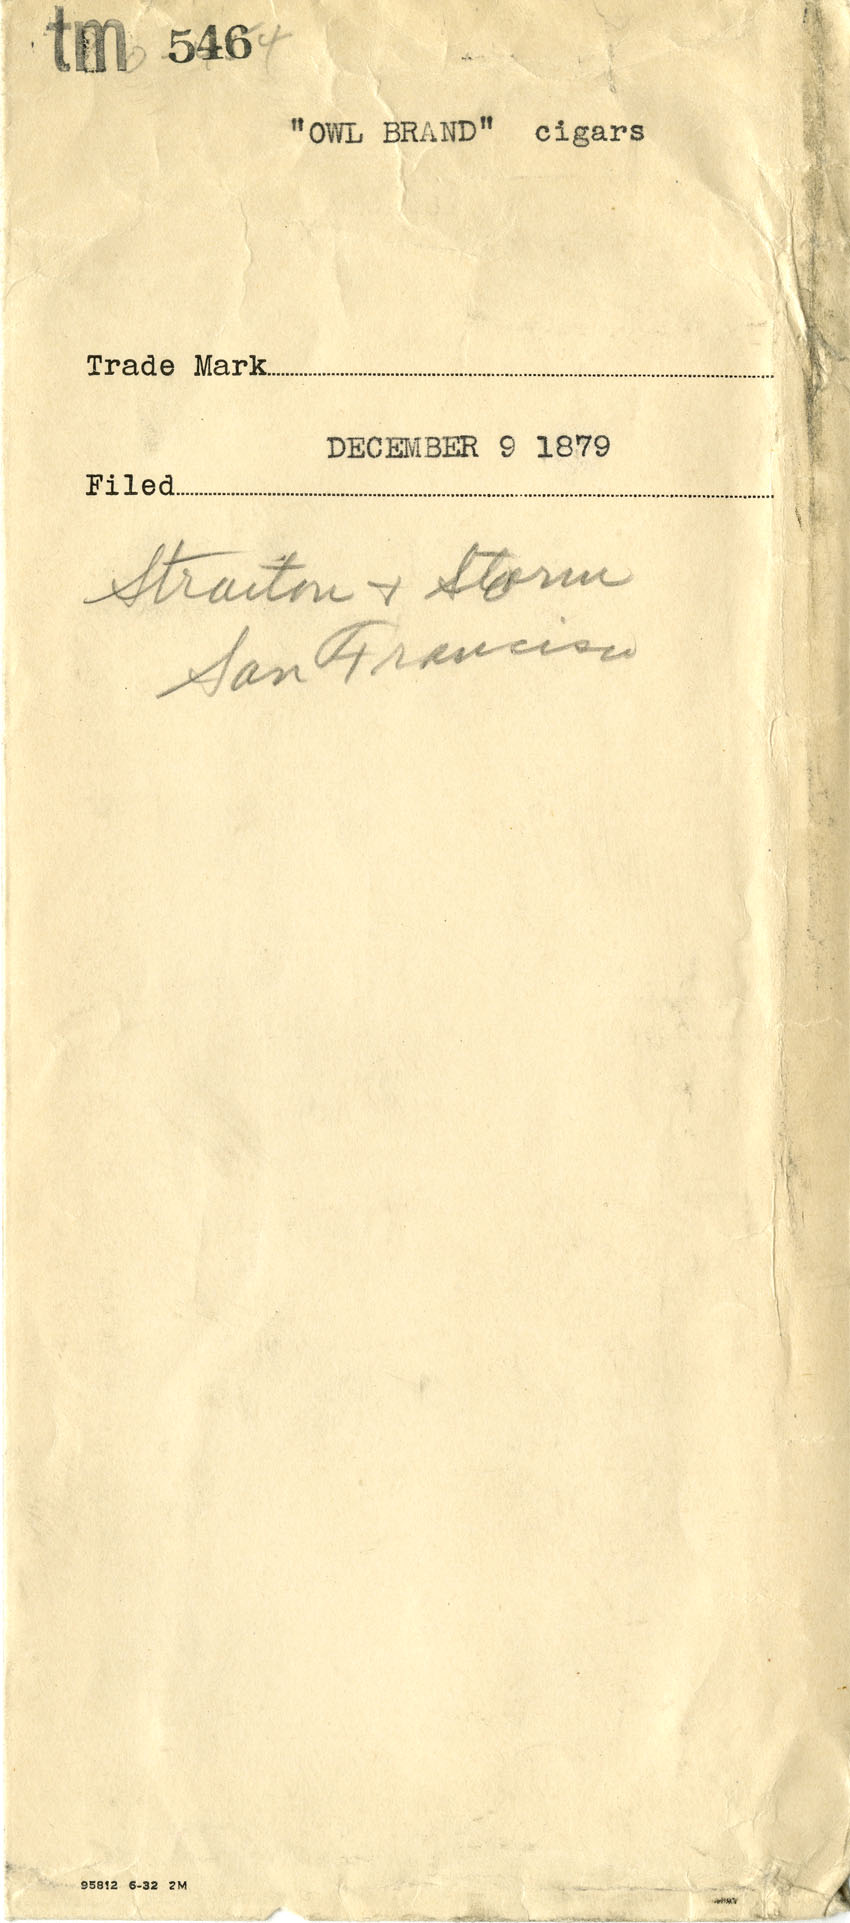 tm 546
"OWL BRAND" cigars
Trade Mark
DECEMBER 9 1879
Filed
Straiton + Storm
San Francisco
95812 6-32 2M